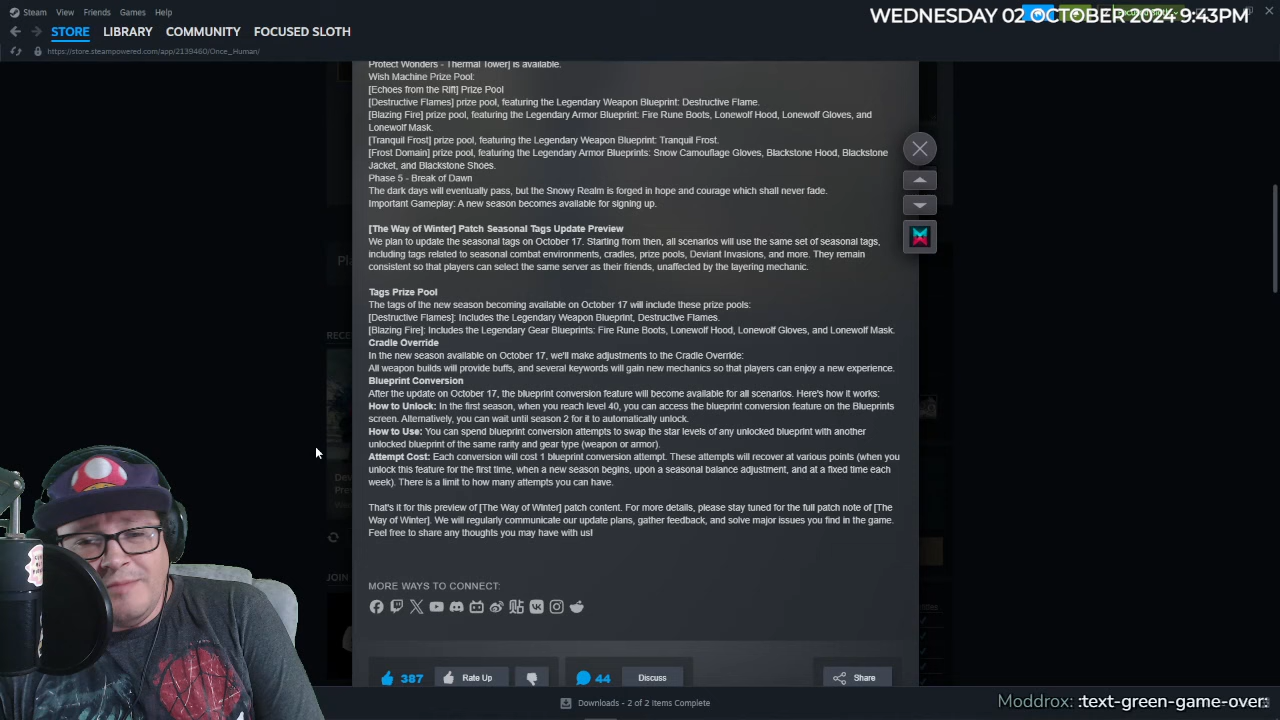 Steam View Friends Games Help
WEDNESDAY 02 OCTOBER 2024 9:43PM
STORE LIBRARY COMMUNITY FOCUSED SLOTH
https://store.steampowered.com/app/2139460/Once_Human/
Protect Wonders - Thermal Tower] is available.
Wish Machine Prize Pool:
[Echoes from the Rift] Prize Pool
[Destructive Flames] prize pool, featuring the Legendary Weapon Blueprint: Destructive Flame.
[Blazing Fire] prize pool, featuring the Legendary Armor Blueprint: Fire Rune Boots, Lonewolf Hood, Lonewolf Gloves, and
Lonewolf Mask.
[Tranquil Frost] prize pool, featuring the Legendary Weapon Blueprint: Tranquil Frost.
[Frost Domain] prize pool, featuring the Legendary Armor Blueprints: Snow Camouflage Gloves, Blackstone Hood, Blackstone
Jacket, and Blackstone Shoes.
Phase 5 - Break of Dawn
The dark days will eventually pass, but the Snowy Realm is forged in hope and courage which shall never fade.
Important Gameplay: A new season becomes available for signing up.
[The Way of Winter] Patch Seasonal Tags Update Preview
We plan to update the seasonal tags on October 17. Starting from then, all scenarios will use the same set of seasonal tags,
including tags related to seasonal combat environments, cradles, prize pools, Deviant Invasions, and more. They remain
consistent so that players can select the same server as their friends, unaffected by the layering mechanic.
Tags Prize Pool
The tags of the new season becoming available on October 17 will include these prize pools:
[Destructive Flames]: Includes the Legendary Weapon Blueprint, Destructive Flames.
[Blazing Fire]: Includes the Legendary Gear Blueprints: Fire Rune Boots, Lonewolf Hood, Lonewolf Gloves, and Lonewolf Mask.
Cradle Override
In the new season available on October 17, we'll make adjustments to the Cradle Override:
All weapon builds will provide buffs, and several keywords will gain new mechanics so that players can enjoy a new experience.
Blueprint Conversion
After the update on October 17, the blueprint conversion feature will become available for all scenarios. Here's how it works:
How to Unlock: In the first season, when you reach level 40, you can access the blueprint conversion feature on the Blueprints
screen. Alternatively, you can wait until season 2 for it to automatically unlock.
How to Use: You can spend blueprint conversion attempts to swap the star levels of any unlocked blueprint with another
unlocked blueprint of the same rarity and gear type (weapon or armor).
Attempt Cost: Each conversion will cost 1 blueprint conversion attempt. These attempts will recover at various points (when you
unlock this feature for the first time, when a new season begins, upon a seasonal balance adjustment, and at a fixed time each
week). There is a limit to how many attempts you can have.
That's it for this preview of [The Way of WInter] patch content. For more details, please stay tuned for the full patch note of [The
Way of Winter]. We will regularly communicate our update plans, gather feedback, and solve major issues you find in the game.
Feel free to share any thoughts you may have with us!
MORE WAYS TO CONNECT:
387 Rate Up 44 Discuss Share
Downloads - 2 of 2 Items Complete
Moddrox: :text-green-game-over: